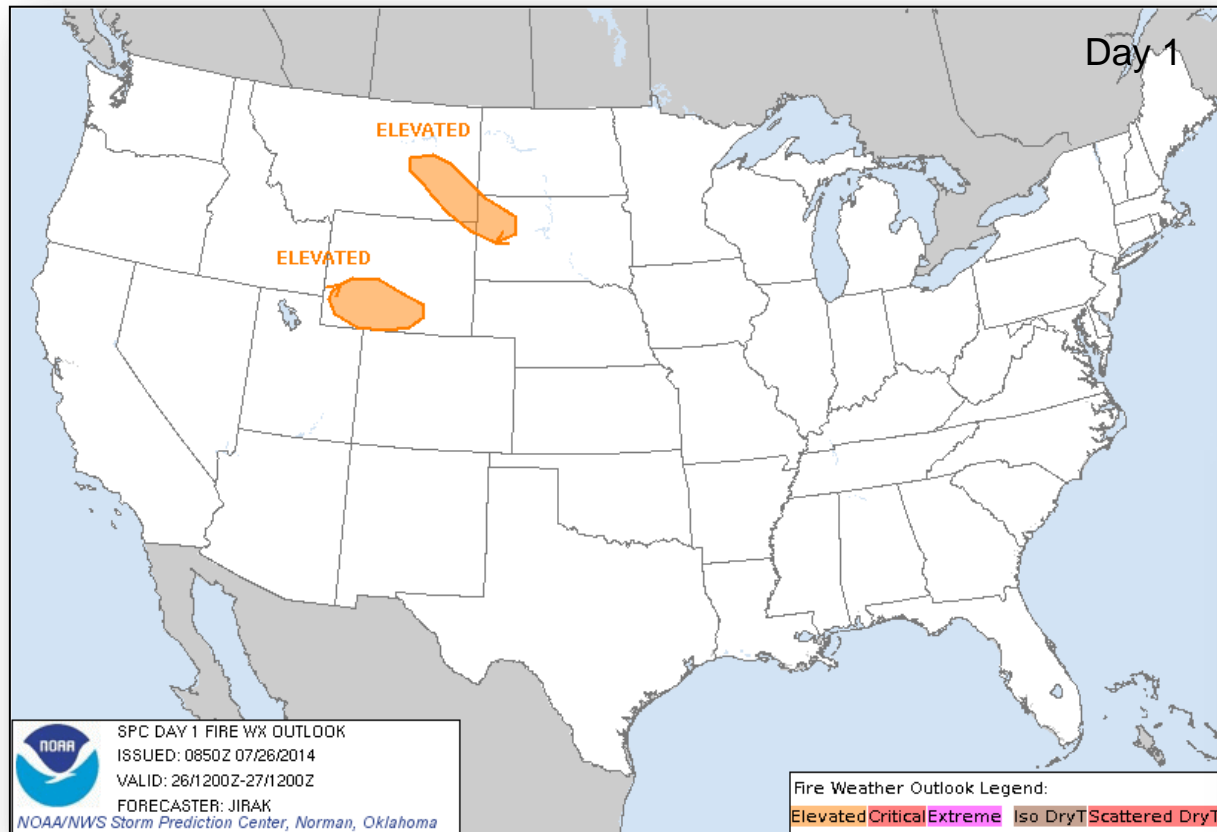 Day 1
ELEVATED
ELEVATED
NOAA
SPC DAY 1 FIRE WX OUTLOOK
ISSUED: 0850Z 07/26/2014
VALID: 26/1200Z-27/1200Z
FORECASTER: JIRAK
NOAA/NWS Storm Prediction Center, Norman, Oklahoma
Fire Weather Outlook Legend:
Elevated Critical Extreme Iso DryT Scattered DryT